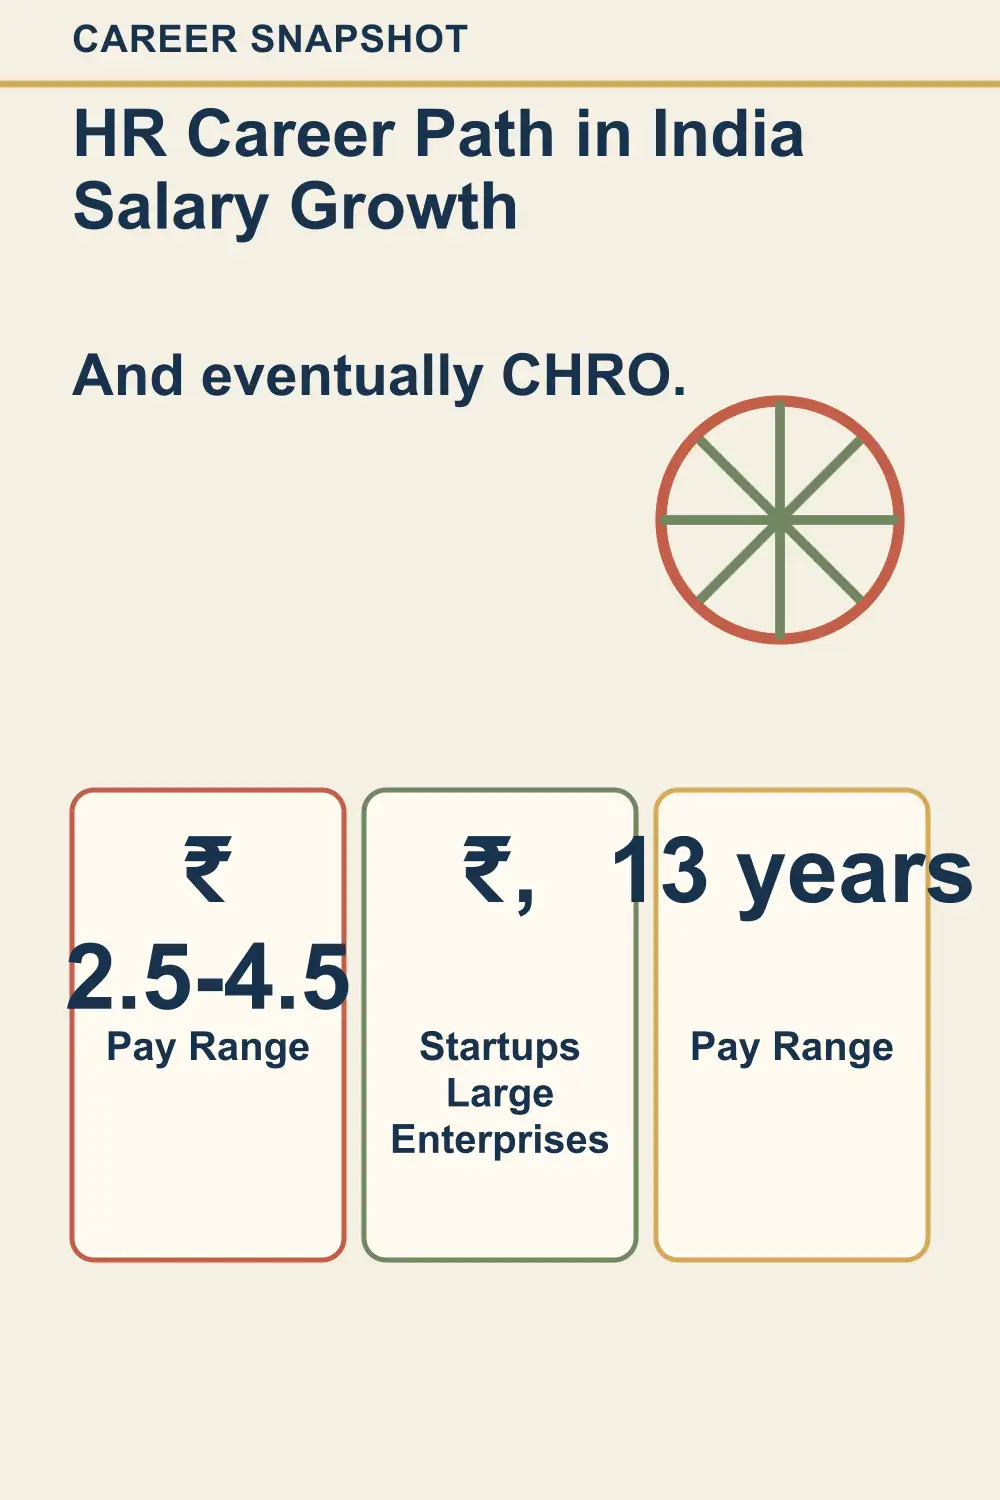 CAREER SNAPSHOT
HR Career Path in India
Salary Growth
And eventually CHRO.
₹
2.5-4.5
Pay Range
₹,
Startups
Large
Enterprises
13 years
Pay Range